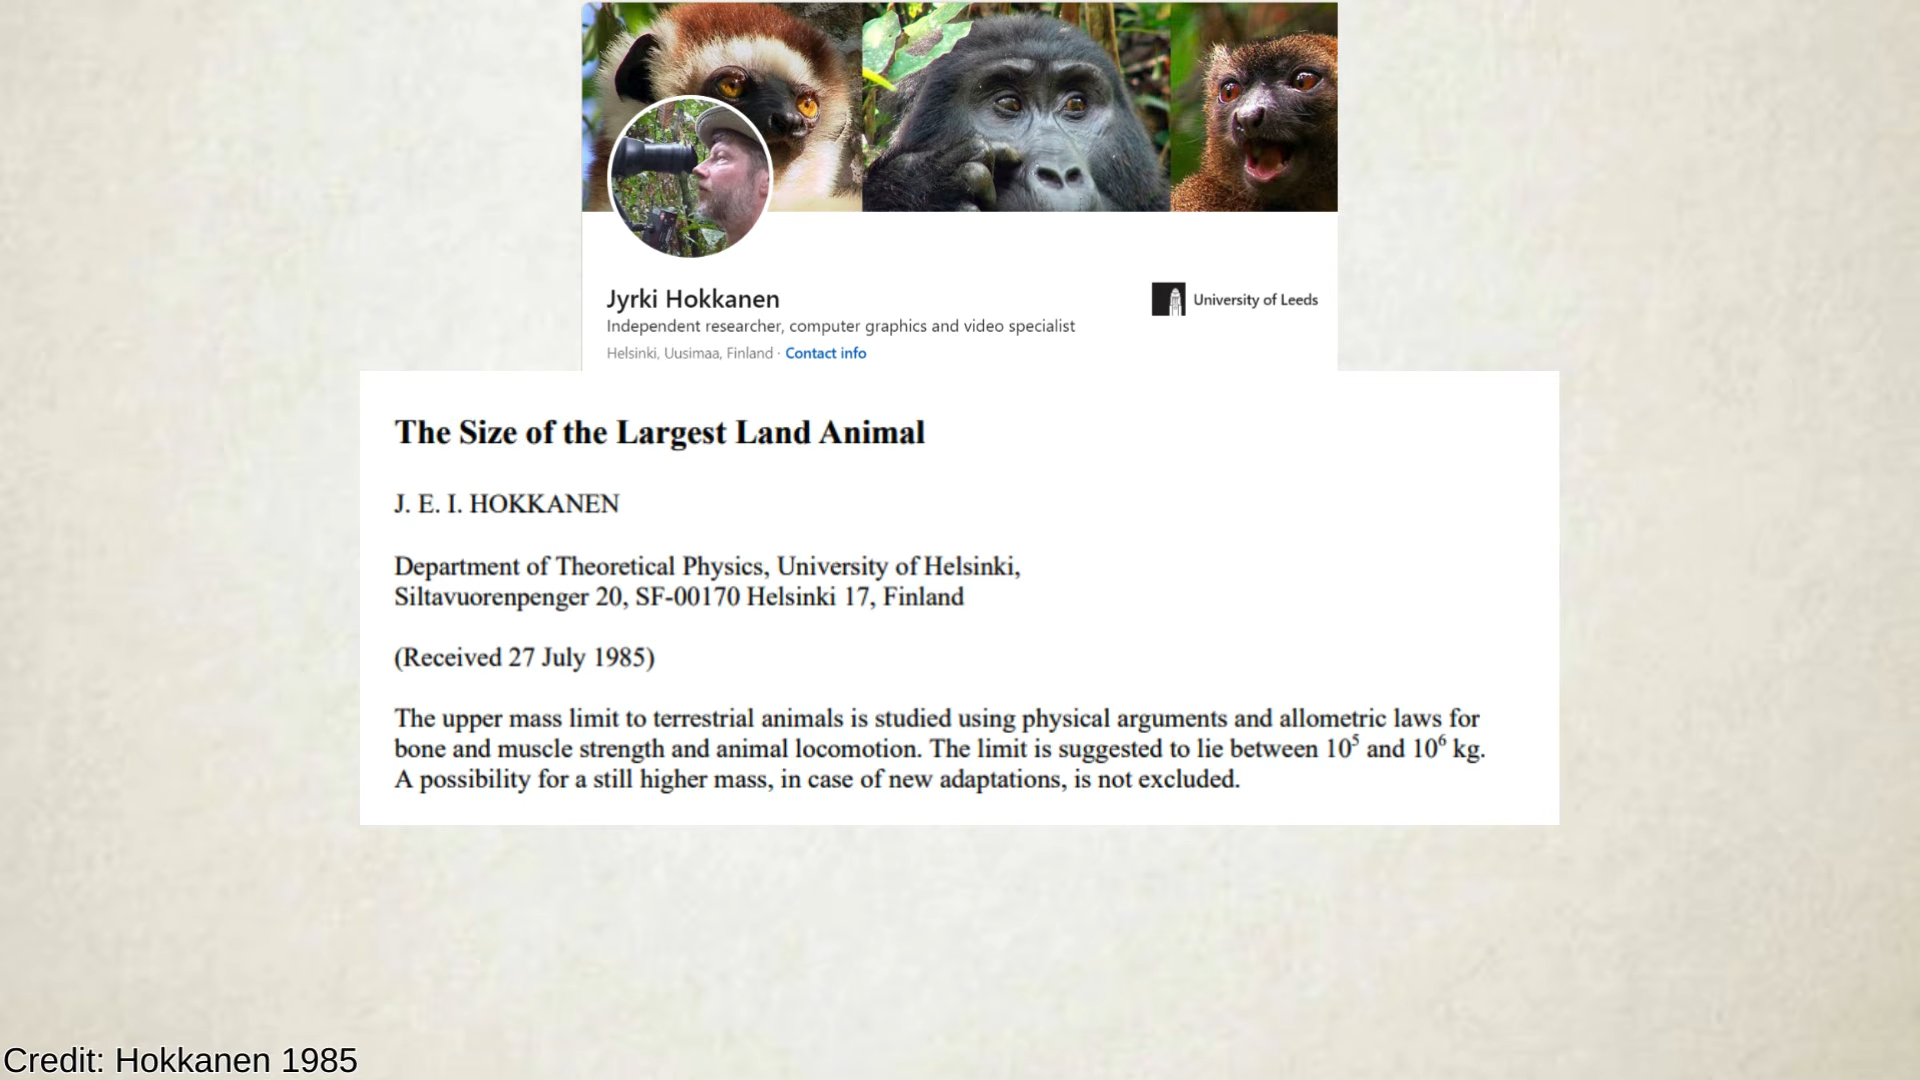 Jyrki Hokkanen
University of Leeds
Independent researcher, computer graphics and video specialist
Helsinki, Uusimaa, Finland · Contact info
The Size of the Largest Land Animal
J. E. I. HOKKANEN
Department of Theoretical Physics, University of Helsinki,
Siltavuorenpenger 20, SF-00170 Helsinki 17, Finland
(Received 27 July 1985)
The upper mass limit to terrestrial animals is studied using physical arguments and allometric laws for
bone and muscle strength and animal locomotion. The limit is suggested to lie between 10⁵ and 10⁶ kg.
A possibility for a still higher mass, in case of new adaptations, is not excluded.
Credit: Hokkanen 1985